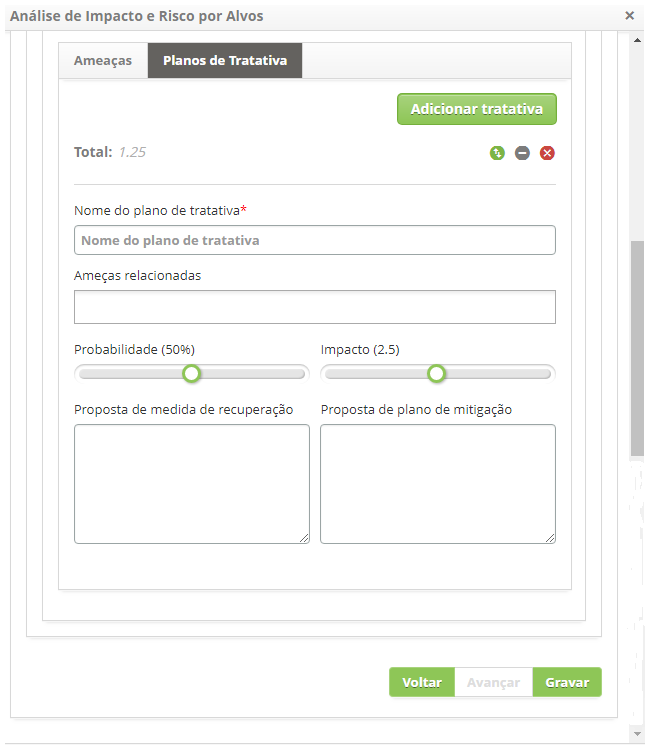 Análise de Impacto e Risco por Alvos
Ameaças Planos de Tratativa
Adicionar tratativa
Total: 1.25
Nome do plano de tratativa*
Nome do plano de tratativa
Ameças relacionadas
Probabilidade (50%) Impacto (2.5)
Proposta de medida de recuperação Proposta de plano de mitigação
Voltar Avançar Gravar